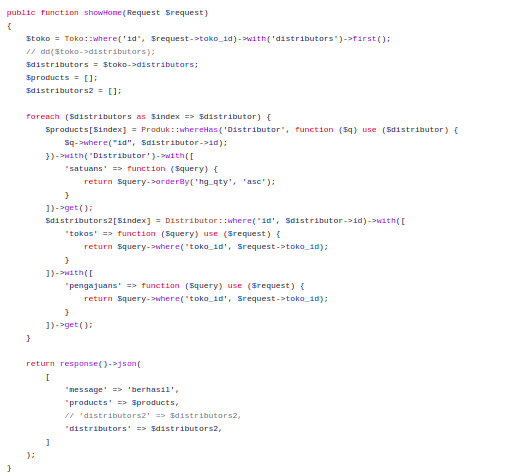 public function showHome(Request $request)
{
    $toko = Toko::where('id', $request->toko_id)->with('distributors')->first();
    // dd($toko->distributors);
    $distributors = $toko->distributors;
    $products = [];
    $distributors2 = [];

    foreach ($distributors as $index => $distributor) {
        $products[$index] = Produk::whereHas('Distributor', function ($q) use ($distributor) {
            $q->where("id", $distributor->id);
        })->with('Distributor')->with([
            'satuans' => function ($query) {
                return $query->orderBy('hg_qty', 'asc');
            }
        ])->get();
        $distributors2[$index] = Distributor::where('id', $distributor->id)->with([
            'tokos' => function ($query) use ($request) {
                return $query->where('toko_id', $request->toko_id);
            }
        ])->with([
            'pengajuans' => function ($query) use ($request) {
                return $query->where('toko_id', $request->toko_id);
            }
        ])->get();
    }

    return response()->json(
        [
            'message' => 'berhasil',
            'products' => $products,
            // 'distributors2' => $distributors2,
            'distributors' => $distributors2,
        ]
    );
}